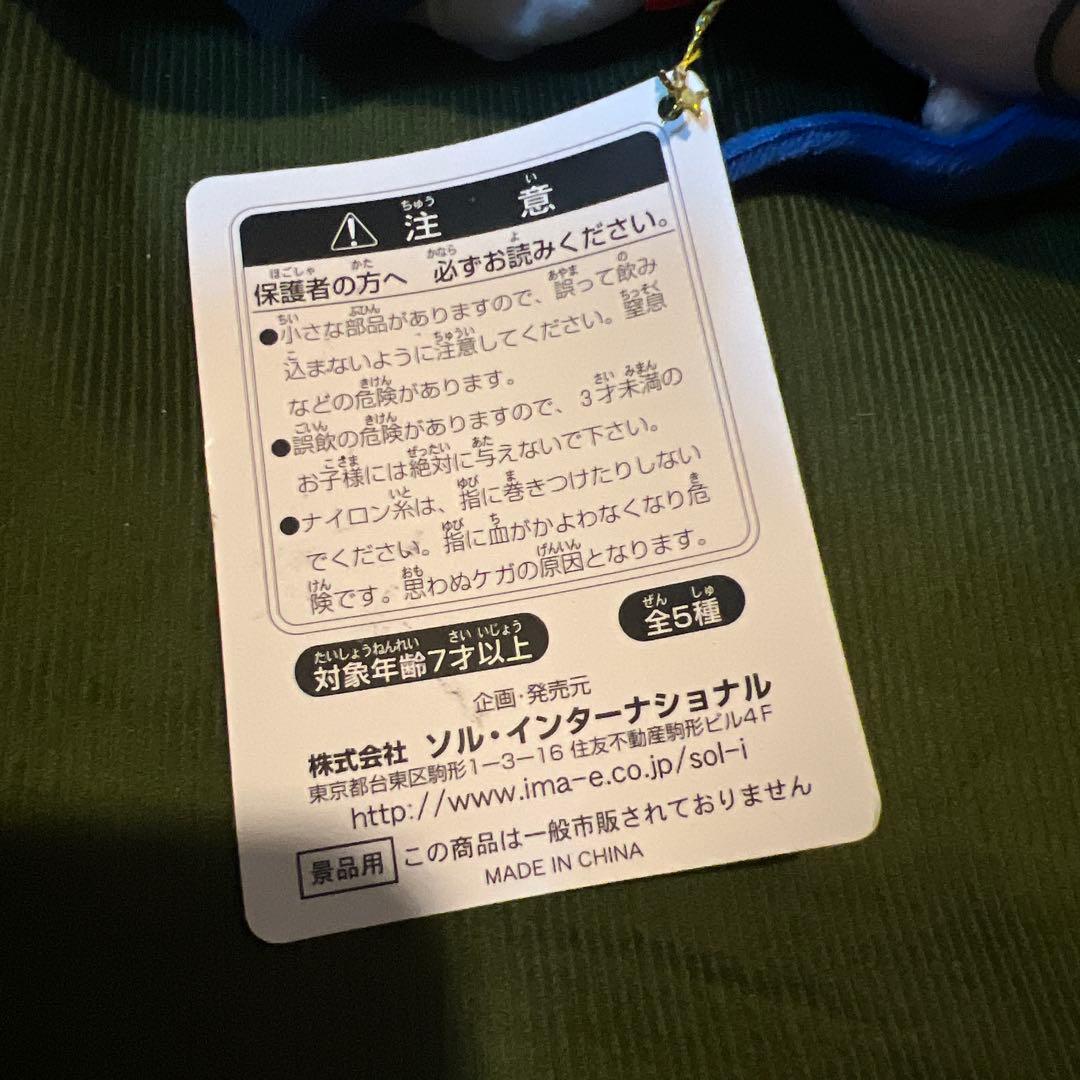 注意
保護者の方へ 必ずお読みください。
●小さな部品がありますので、誤って飲み
込まないように注意してください。窒息
などの危険があります。
●誤飲の危険がありますので、3才未満の
お子様には絶対に与えないで下さい。
●ナイロン糸は、指に巻きつけたりしない
でください。指に血がかよわなくなり危
険です。思わぬケガの原因となります。
対象年齢7才以上 全5種
企画・発売元
株式会社 ソル・インターナショナル
東京都台東区駒形1-3-16 住友不動産駒形ビル4F
http://www.ima-e.co.jp/sol-i
景品用 この商品は一般市販されておりません
MADE IN CHINA